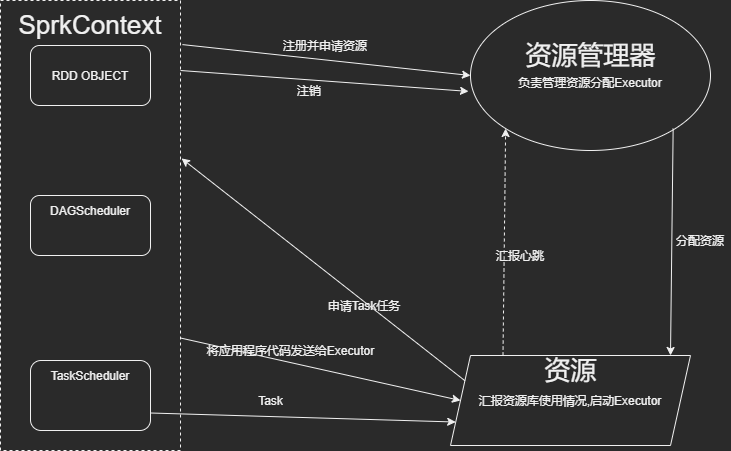 SprkContext
RDD OBJECT
注册并申请资源
注销
资源管理器
负责管理资源分配Executor
DAGScheduler
分配资源
汇报心跳
申请Task任务
将应用程序代码发送给Executor
TaskScheduler
Task
资源
汇报资源库使用情况,启动Executor